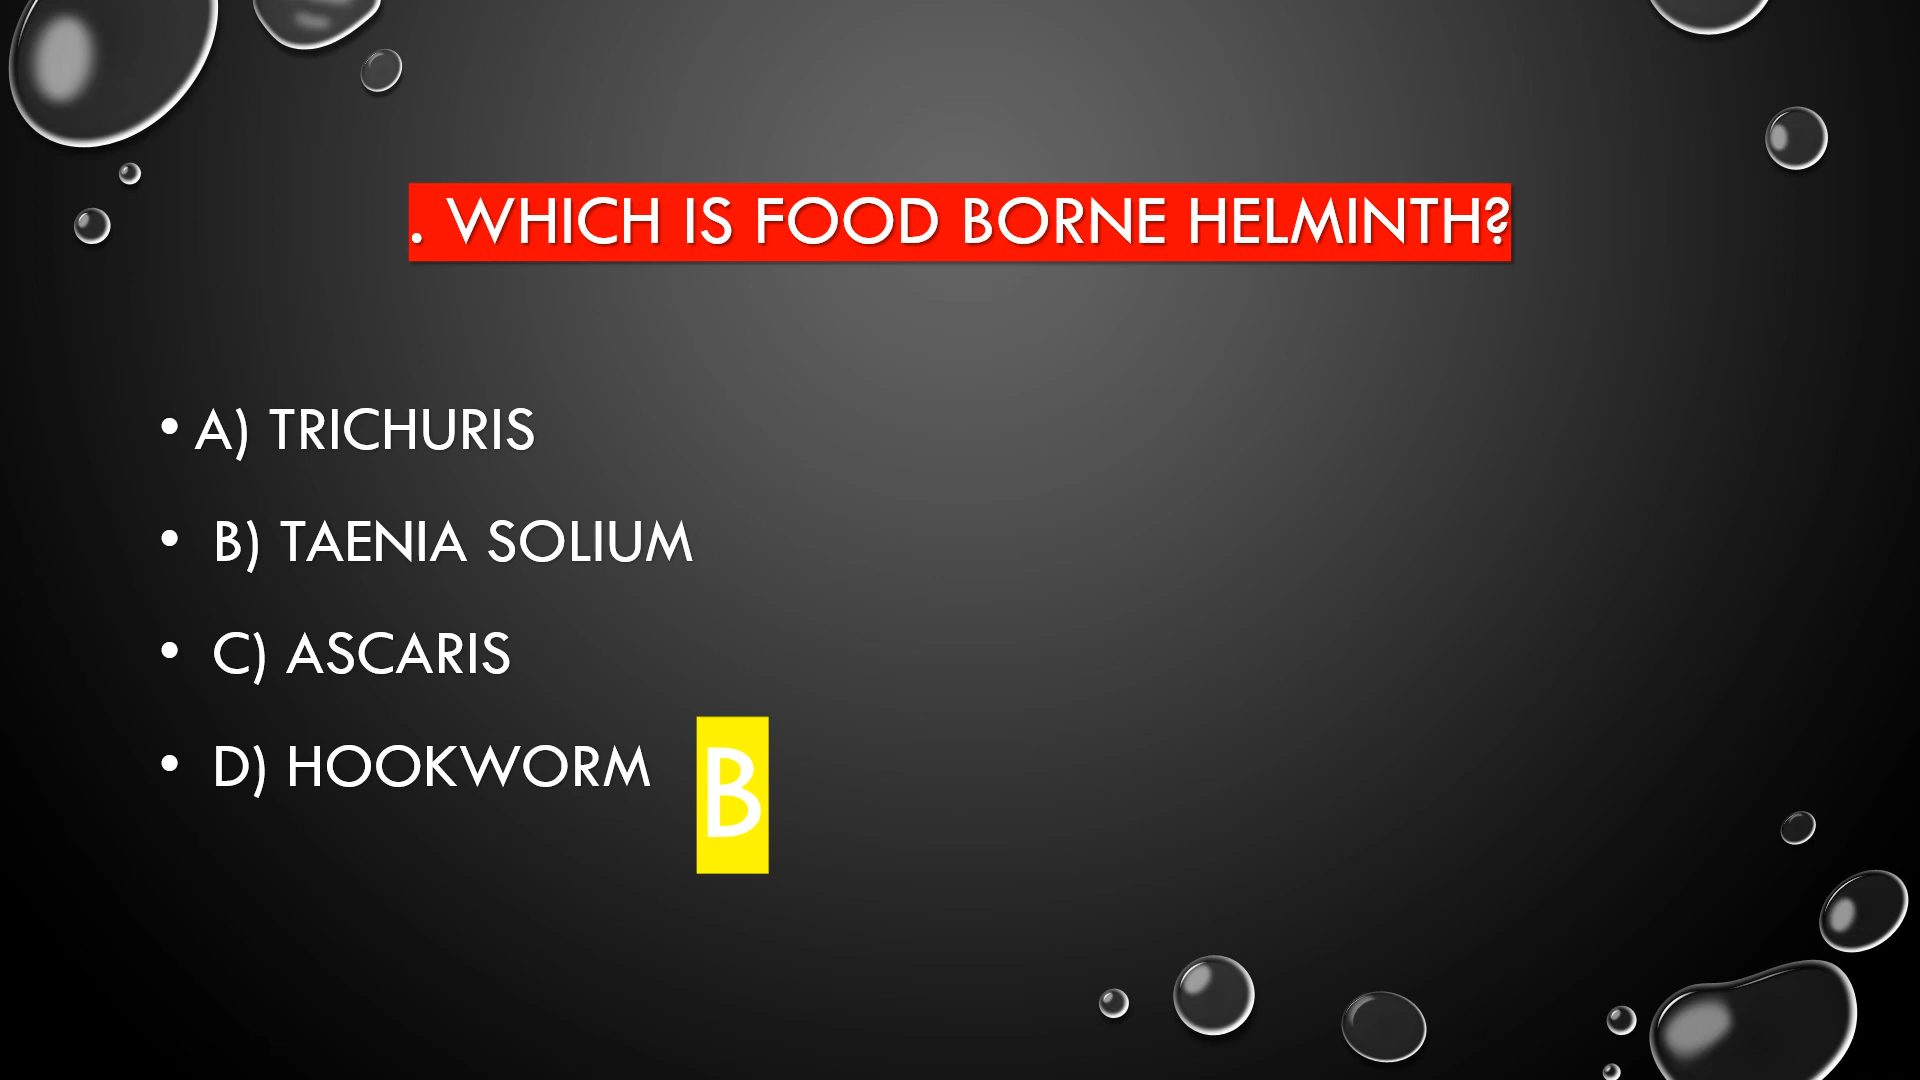 . WHICH IS FOOD BORNE HELMINTH?
• A) TRICHURIS
• B) TAENIA SOLIUM
• C) ASCARIS
• D) HOOKWORM
B